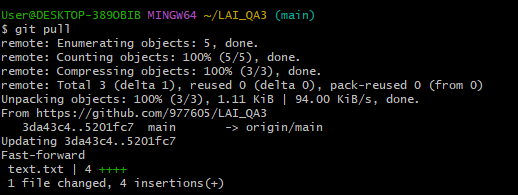 User@DESKTOP-389OBIB MINGW64 ~/LAI_QA3 (main)
$ git pull
remote: Enumerating objects: 5, done.
remote: Counting objects: 100% (5/5), done.
remote: Compressing objects: 100% (3/3), done.
remote: Total 3 (delta 1), reused 0 (delta 0), pack-reused 0 (from 0)
Unpacking objects: 100% (3/3), 1.11 KiB | 94.00 KiB/s, done.
From https://github.com/977605/LAI_QA3
   3da43c4..5201fc7  main       -> origin/main
Updating 3da43c4..5201fc7
Fast-forward
 text.txt | 4 ++++
 1 file changed, 4 insertions(+)